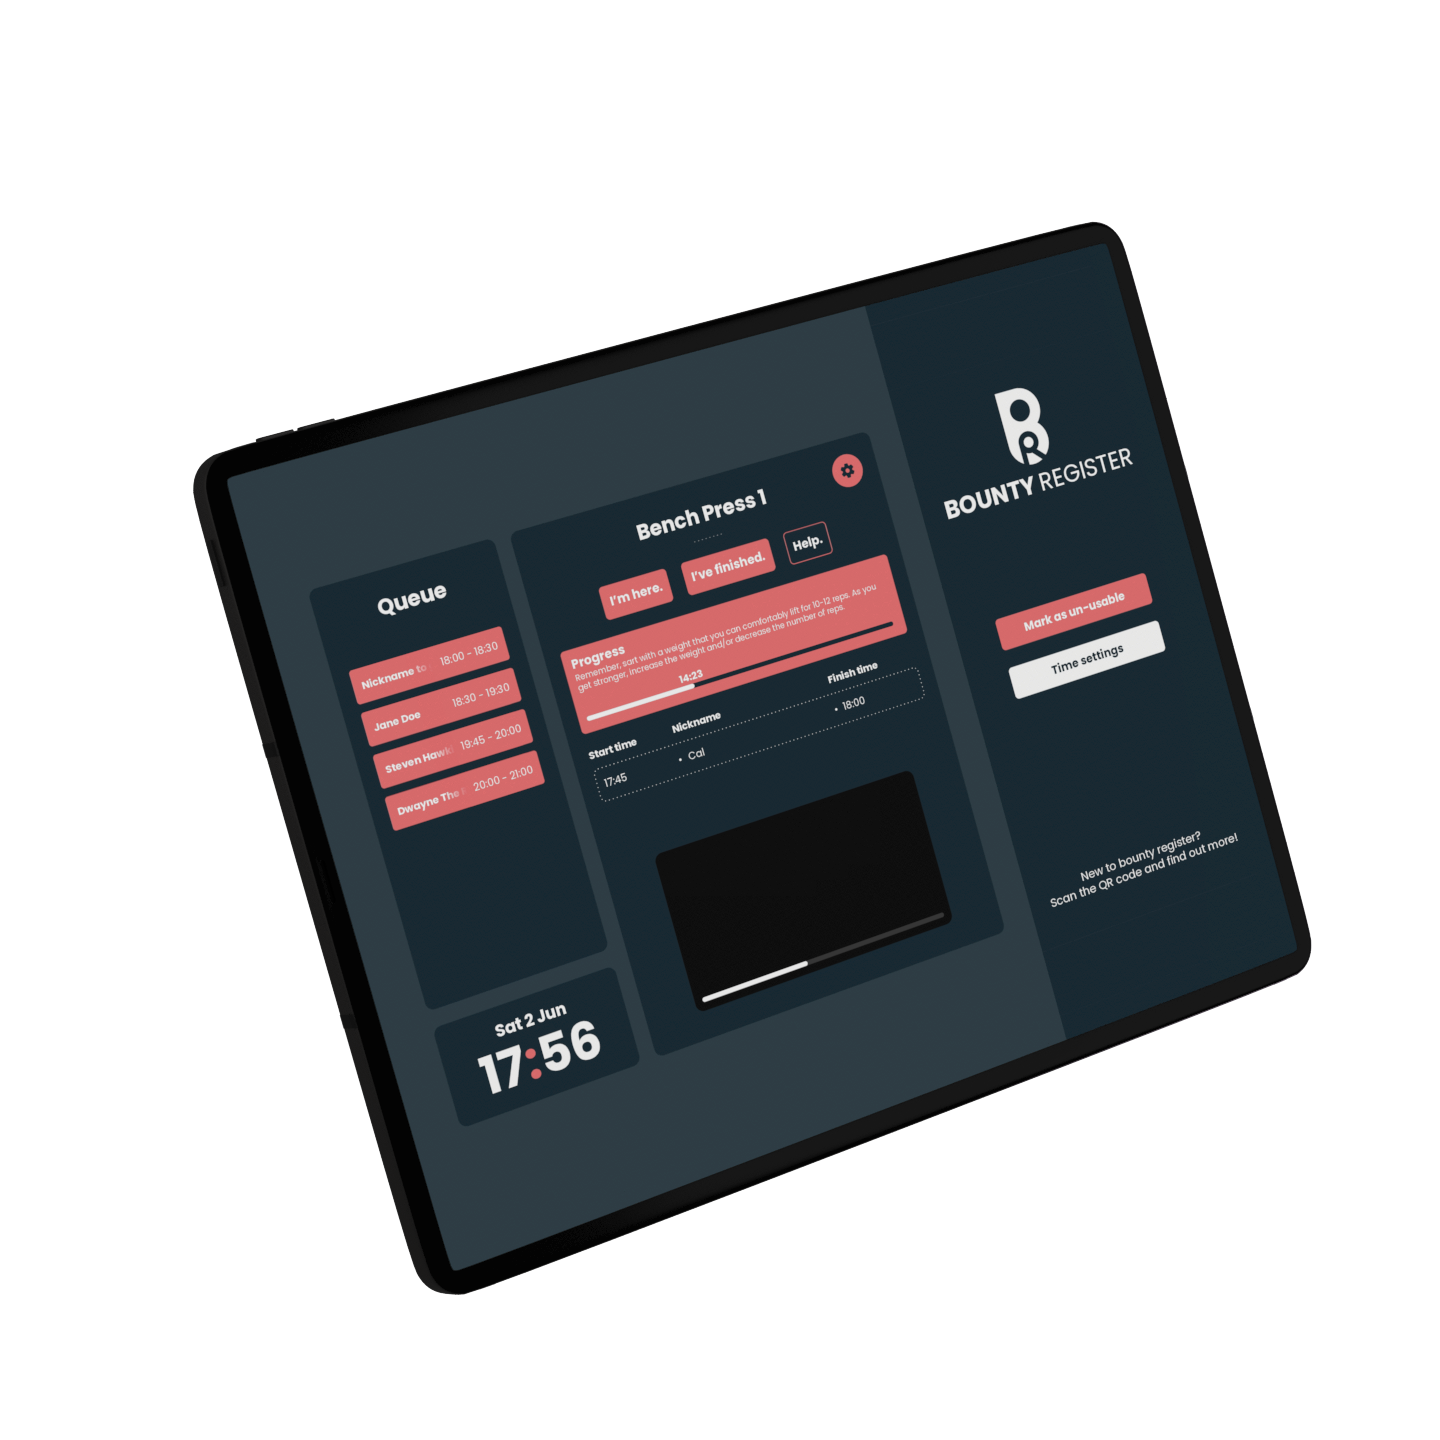 Queue
Nickname to 18:00 - 18:30
Jane Doe 18:30 - 19:30
Steven Hawk 19:45 - 20:00
Dwayne The 20:00 - 21:00
Sat 2 Jun
17:56
Bench Press 1
I'm here. I've finished. Help.
Progress
Remember, sart with a weight that you can comfortably lift for 10-12 reps. As you
get stronger, increase the weight and/or decrease the number of reps.
14:23
Start time Nickname Finish time
17:45 • Cal • 18:00
BR
BOUNTY REGISTER
Mark as un-usable
Time settings
New to bounty register?
Scan the QR code and find out more!